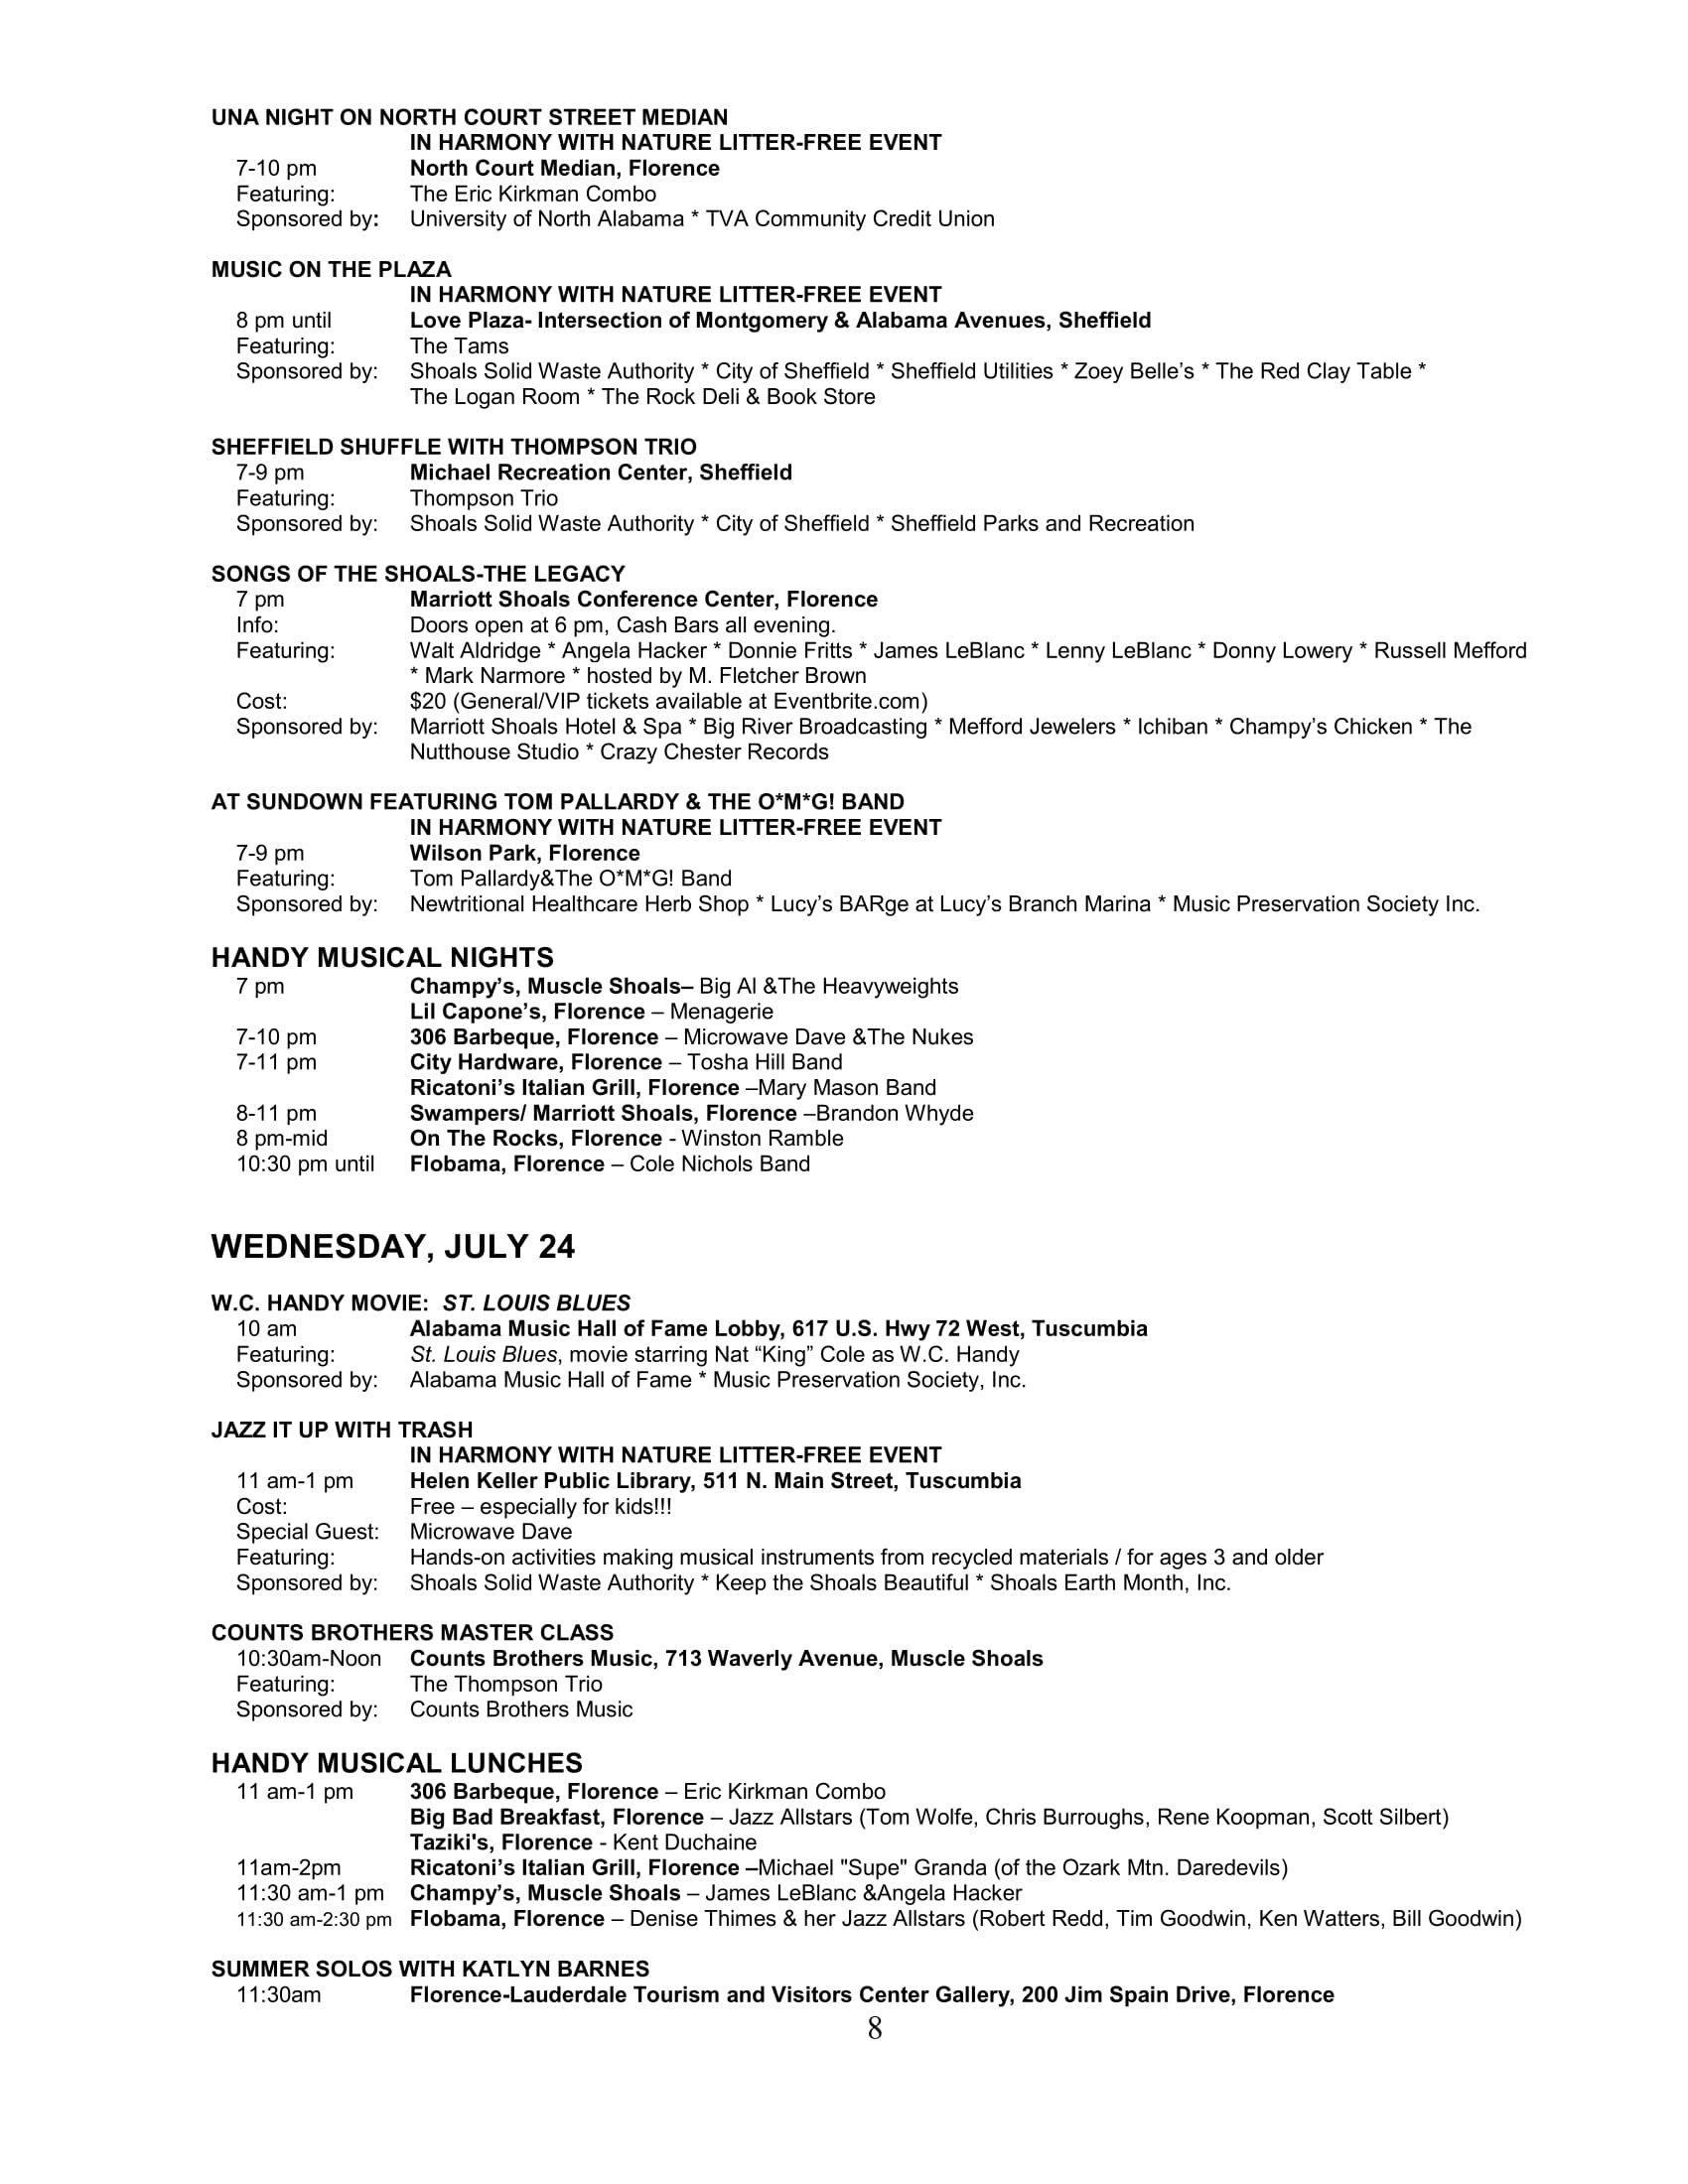 UNA NIGHT ON NORTH COURT STREET MEDIAN
IN HARMONY WITH NATURE LITTER-FREE EVENT
7-10 pm North Court Median, Florence
Featuring: The Eric Kirkman Combo
Sponsored by: University of North Alabama * TVA Community Credit Union
MUSIC ON THE PLAZA
IN HARMONY WITH NATURE LITTER-FREE EVENT
8 pm until Love Plaza- Intersection of Montgomery & Alabama Avenues, Sheffield
Featuring: The Tams
Sponsored by: Shoals Solid Waste Authority * City of Sheffield * Sheffield Utilities * Zoey Belle’s * The Red Clay Table *
The Logan Room * The Rock Deli & Book Store
SHEFFIELD SHUFFLE WITH THOMPSON TRIO
7-9 pm Michael Recreation Center, Sheffield
Featuring: Thompson Trio
Sponsored by: Shoals Solid Waste Authority * City of Sheffield * Sheffield Parks and Recreation
SONGS OF THE SHOALS-THE LEGACY
7 pm Marriott Shoals Conference Center, Florence
Info: Doors open at 6 pm, Cash Bars all evening.
Featuring: Walt Aldridge * Angela Hacker * Donnie Fritts * James LeBlanc * Lenny LeBlanc * Donny Lowery * Russell Mefford
* Mark Narmore * hosted by M. Fletcher Brown
Cost: $20 (General/VIP tickets available at Eventbrite.com)
Sponsored by: Marriott Shoals Hotel & Spa * Big River Broadcasting * Mefford Jewelers * Ichiban * Champy’s Chicken * The
Nutthouse Studio * Crazy Chester Records
AT SUNDOWN FEATURING TOM PALLARDY & THE O*M*G! BAND
IN HARMONY WITH NATURE LITTER-FREE EVENT
7-9 pm Wilson Park, Florence
Featuring: Tom Pallardy&The O*M*G! Band
Sponsored by: Newtritional Healthcare Herb Shop * Lucy’s BARge at Lucy’s Branch Marina * Music Preservation Society Inc.
HANDY MUSICAL NIGHTS
7 pm Champy’s, Muscle Shoals– Big Al &The Heavyweights
Lil Capone’s, Florence – Menagerie
7-10 pm 306 Barbeque, Florence – Microwave Dave &The Nukes
7-11 pm City Hardware, Florence – Tosha Hill Band
Ricatoni’s Italian Grill, Florence –Mary Mason Band
8-11 pm Swampers/ Marriott Shoals, Florence –Brandon Whyde
8 pm-mid On The Rocks, Florence - Winston Ramble
10:30 pm until Flobama, Florence – Cole Nichols Band
WEDNESDAY, JULY 24
W.C. HANDY MOVIE: ST. LOUIS BLUES
10 am Alabama Music Hall of Fame Lobby, 617 U.S. Hwy 72 West, Tuscumbia
Featuring: St. Louis Blues, movie starring Nat “King” Cole as W.C. Handy
Sponsored by: Alabama Music Hall of Fame * Music Preservation Society, Inc.
JAZZ IT UP WITH TRASH
IN HARMONY WITH NATURE LITTER-FREE EVENT
11 am-1 pm Helen Keller Public Library, 511 N. Main Street, Tuscumbia
Cost: Free – especially for kids!!!
Special Guest: Microwave Dave
Featuring: Hands-on activities making musical instruments from recycled materials / for ages 3 and older
Sponsored by: Shoals Solid Waste Authority * Keep the Shoals Beautiful * Shoals Earth Month, Inc.
COUNTS BROTHERS MASTER CLASS
10:30am-Noon Counts Brothers Music, 713 Waverly Avenue, Muscle Shoals
Featuring: The Thompson Trio
Sponsored by: Counts Brothers Music
HANDY MUSICAL LUNCHES
11 am-1 pm 306 Barbeque, Florence – Eric Kirkman Combo
Big Bad Breakfast, Florence – Jazz Allstars (Tom Wolfe, Chris Burroughs, Rene Koopman, Scott Silbert)
Taziki's, Florence - Kent Duchaine
11am-2pm Ricatoni’s Italian Grill, Florence –Michael "Supe" Granda (of the Ozark Mtn. Daredevils)
11:30 am-1 pm Champy’s, Muscle Shoals – James LeBlanc &Angela Hacker
11:30 am-2:30 pm Flobama, Florence – Denise Thimes & her Jazz Allstars (Robert Redd, Tim Goodwin, Ken Watters, Bill Goodwin)
SUMMER SOLOS WITH KATLYN BARNES
11:30am Florence-Lauderdale Tourism and Visitors Center Gallery, 200 Jim Spain Drive, Florence
8